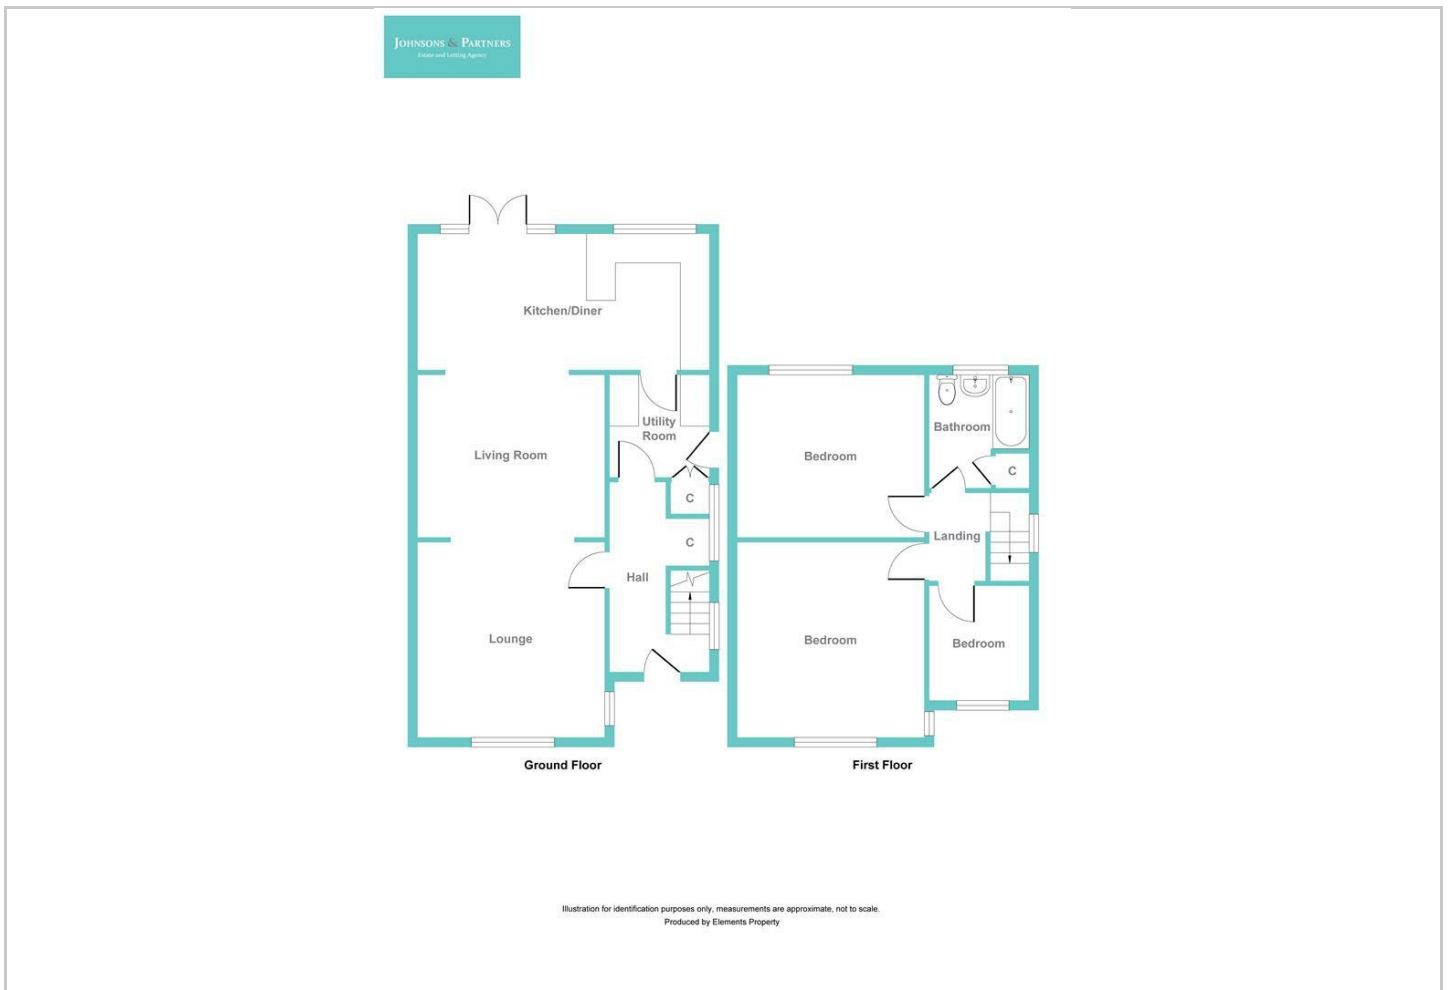 JOHNSONS & PARTNERS
Estate and Letting Agency
Kitchen/Diner
Utility
Room
Living Room
C
C
Hall
Lounge
Ground Floor
Bathroom
Bedroom
C
Landing
Bedroom
Bedroom
First Floor
Illustration for identification purposes only, measurements are approximate, not to scale.
Produced by Elements Property